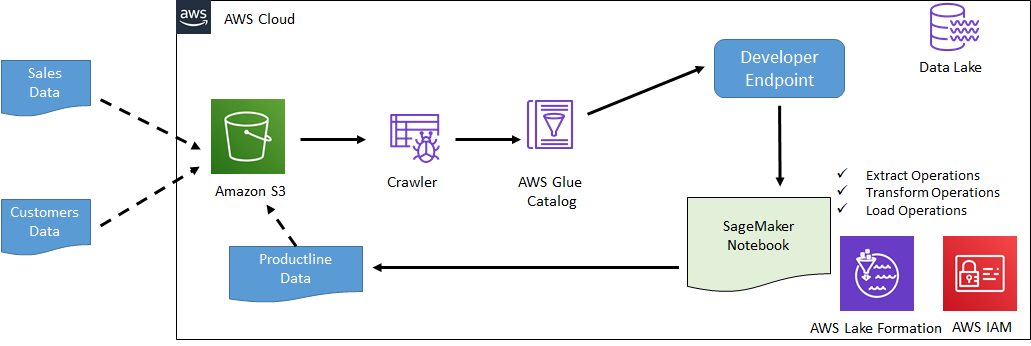 aws
AWS Cloud
Sales
Data
Customers
Data
Amazon S3
Crawler
AWS Glue
Catalog
Developer
Endpoint
Data Lake
✓ Extract Operations
✓ Transform Operations
✓ Load Operations
SageMaker
Notebook
Productline
Data
AWS Lake Formation
AWS IAM